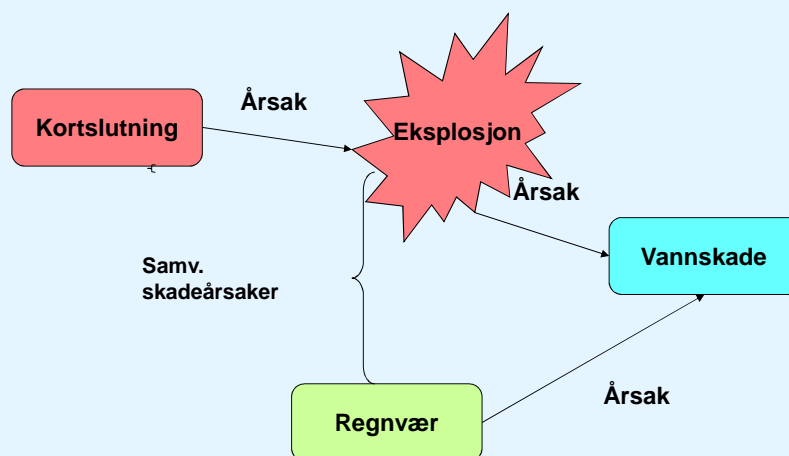 Årsak
Kortslutning
Eksplosjon
Årsak
Samv.
skadeårsaker
Vannskade
Årsak
Regnvær